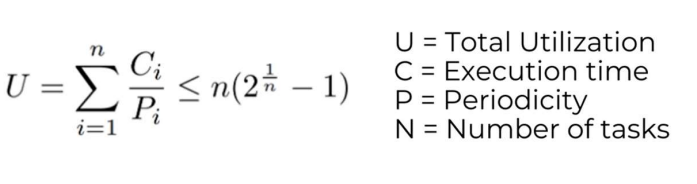 U = \sum_{i=1}^{n} \frac{C_i}{P_i} \leq n(2^{\frac{1}{n}} - 1)
U = Total Utilization
C = Execution time
P = Periodicity
N = Number of tasks